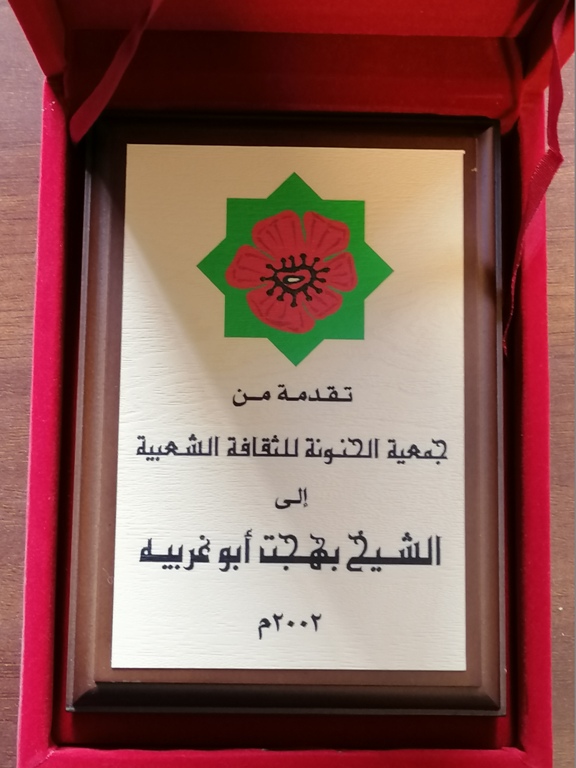 تقدمة من
جمعية الحنونة للثقافة الشعبية
إلى
الشيخ بهجت أبو غربيه
٢٠٠٢م